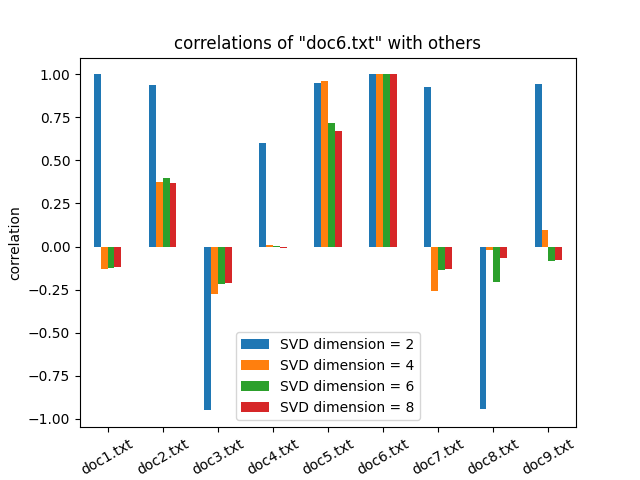 correlations of "doc6.txt" with others
correlation
1.00
0.75
0.50
0.25
0.00
−0.25
−0.50
−0.75
−1.00
SVD dimension = 2
SVD dimension = 4
SVD dimension = 6
SVD dimension = 8
doc1.txt
doc2.txt
doc3.txt
doc4.txt
doc5.txt
doc6.txt
doc7.txt
doc8.txt
doc9.txt